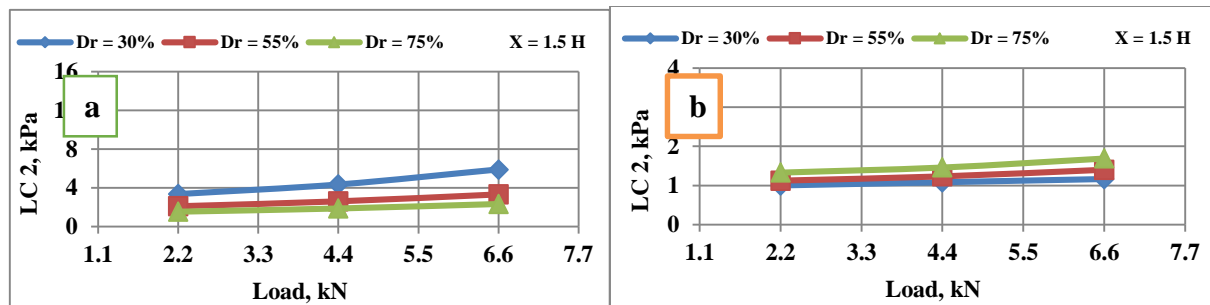 Dr = 30% Dr = 55% Dr = 75% X = 1.5 H
16
a
8
4
0
LC 2, kPa
1.1 2.2 3.3 4.4 5.5 6.6 7.7
Load, kN
Dr = 30% Dr = 55% Dr = 75% X = 1.5 H
4
b
2
1
0
LC 2, kPa
1.1 2.2 3.3 4.4 5.5 6.6 7.7
Load, kN